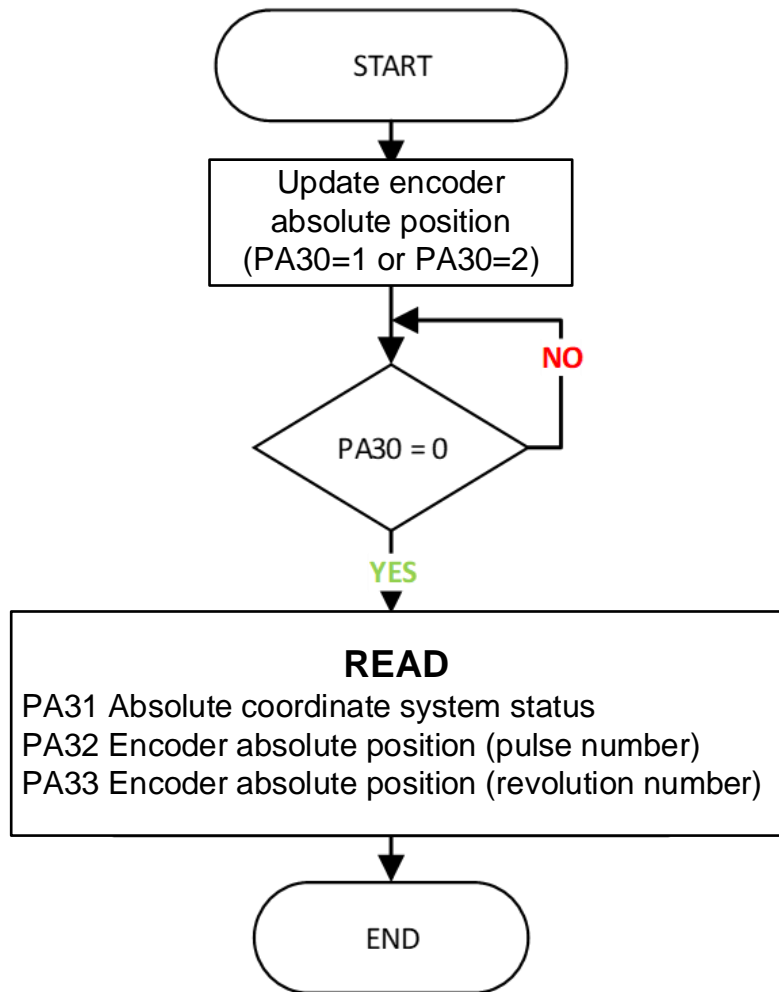 START
Update encoder
absolute position
(PA30=1 or PA30=2)
NO
PA30 = 0
YES
READ
PA31 Absolute coordinate system status
PA32 Encoder absolute position (pulse number)
PA33 Encoder absolute position (revolution number)
END